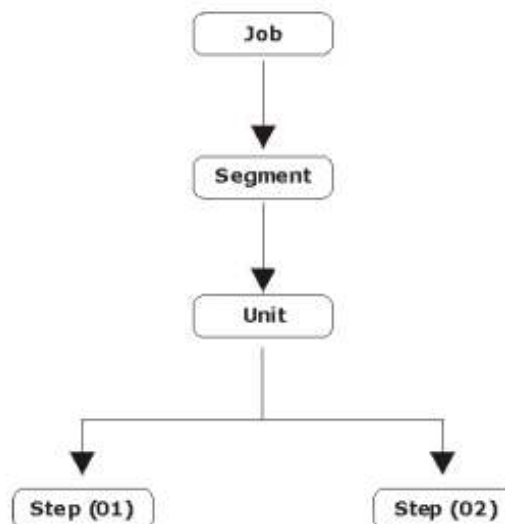 Job
Segment
Unit
Step (01)
Step (02)